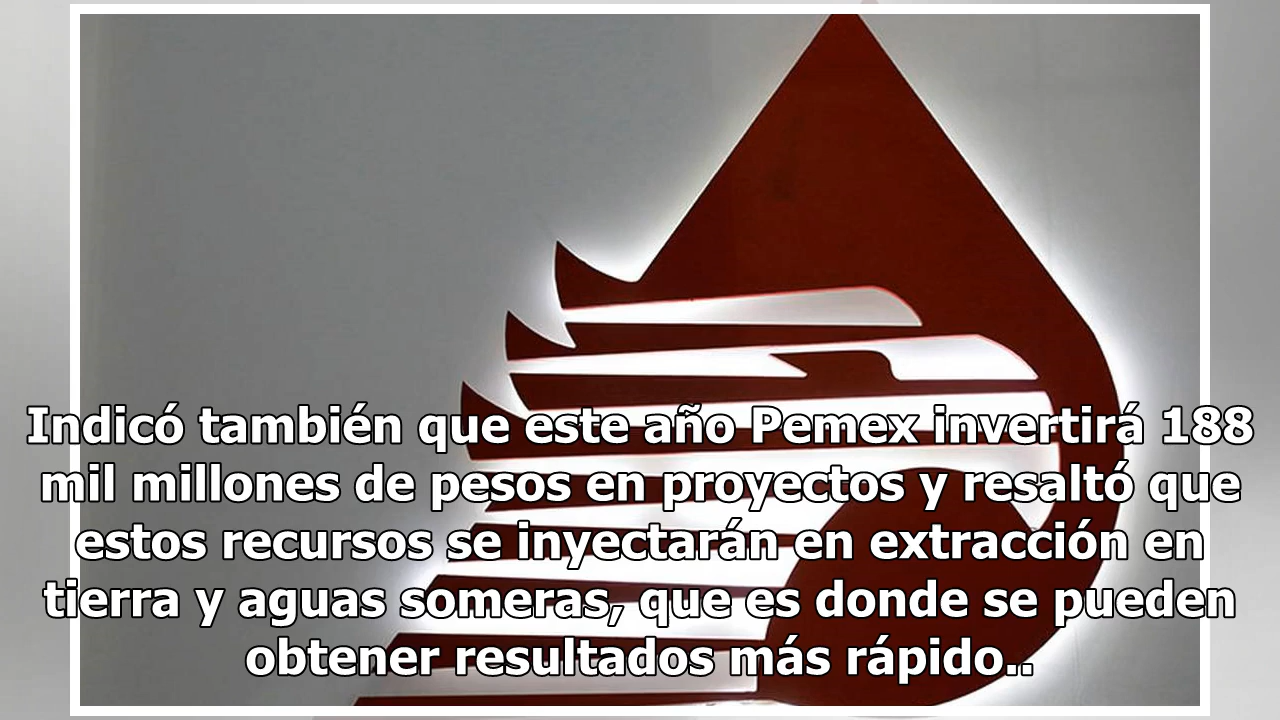 Indicó también que este año Pemex invertirá 188
mil millones de pesos en proyectos y resaltó que
estos recursos se inyectarán en extracción en
tierra y aguas someras, que es donde se pueden
obtener resultados más rápido..